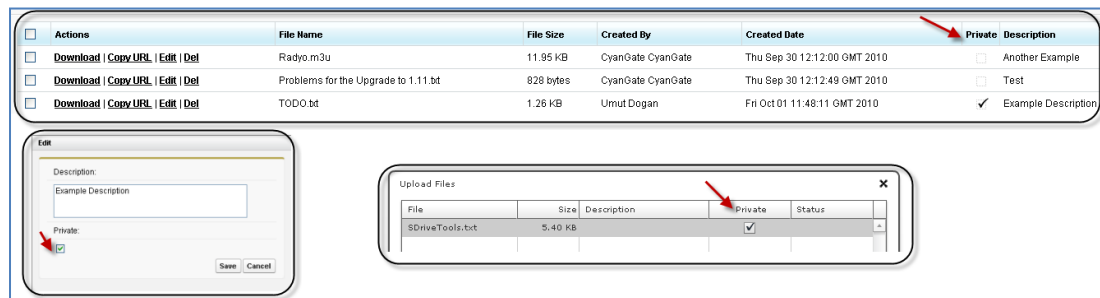 Actions File Name File Size Created By Created Date Private Description
Download | Copy URL | Edit | Del Radyo.m3u 11.95 KB CyanGate CyanGate Thu Sep 30 12:12:00 GMT 2010 Another Example
Download | Copy URL | Edit | Del Problems for the Upgrade to 1.11.txt 828 bytes CyanGate CyanGate Thu Sep 30 12:12:49 GMT 2010 Test
Download | Copy URL | Edit | Del TODO.txt 1.26 KB Umut Dogan Fri Oct 01 11:48:11 GMT 2010 Example Description
Edit
Description:
Example Description
Private:
Save Cancel
Upload Files
File Size Description Private Status
SDriveTools.txt 5.40 KB